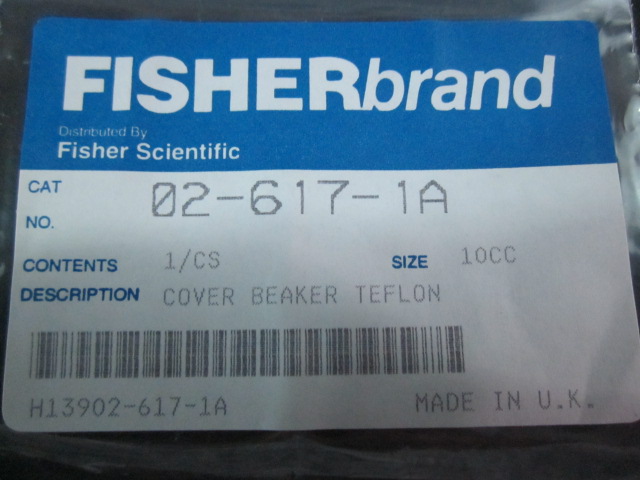 FISHERbrand
Distributed By
Fisher Scientific
CAT NO. 02-617-1A
CONTENTS 1/CS SIZE 10CC
DESCRIPTION COVER BEAKER TEFLON
H13902-617-1A MADE IN U.K.